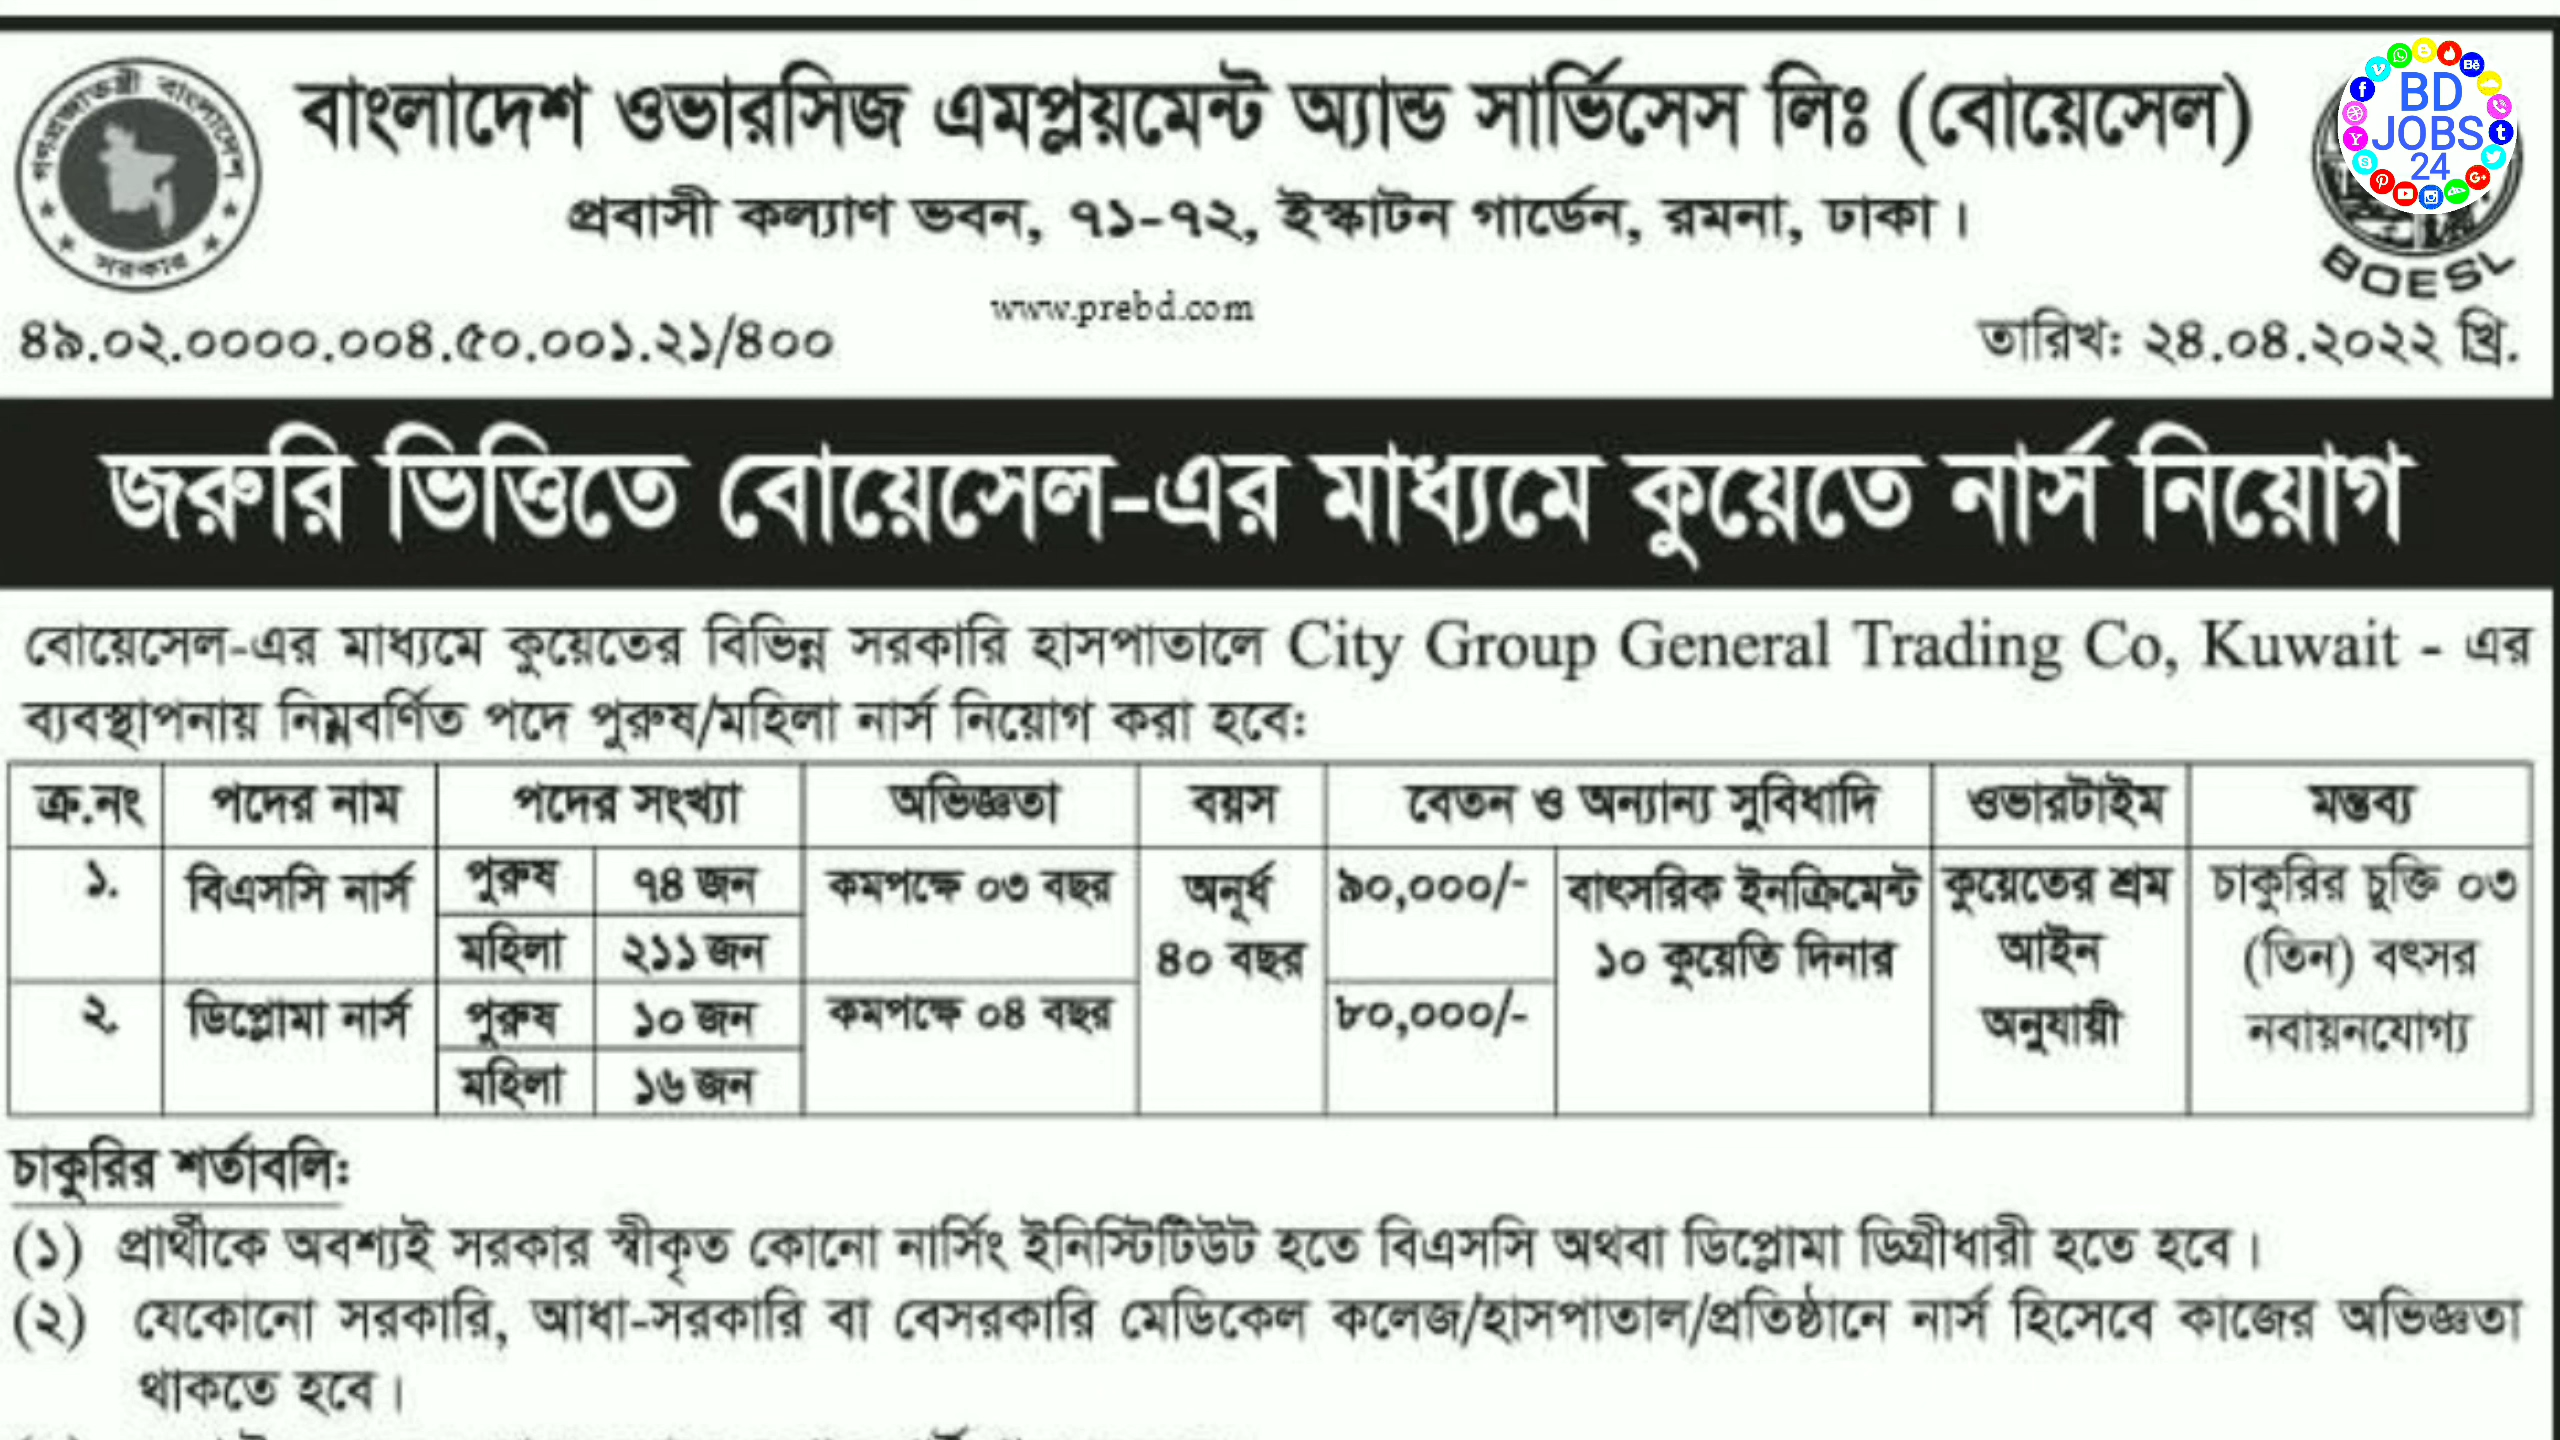 গণপ্রজাতন্ত্রী বাংলাদেশ
সরকার
বাংলাদেশ ওভারসিজ এমপ্লয়মেন্ট অ্যান্ড সার্ভিসেস লিঃ (বোয়েসেল)
প্রবাসী কল্যাণ ভবন, ৭১-৭২, ইস্কাটন গার্ডেন, রমনা, ঢাকা।
BD
JOBS
24
BOESL
www.prebd.com
৪৯.০২.০০০০.০০৪.৫০.০০১.২১/৪০০ তারিখঃ ২৪.০৪.২০২২ খ্রি.
জরুরি ভিত্তিতে বোয়েসেল-এর মাধ্যমে কুয়েতে নার্স নিয়োগ
বোয়েসেল-এর মাধ্যমে কুয়েতের বিভিন্ন সরকারি হাসপাতালে City Group General Trading Co, Kuwait - এর
ব্যবস্থাপনায় নিম্নবর্ণিত পদে পুরুষ/মহিলা নার্স নিয়োগ করা হবেঃ
ক্র.নং পদের নাম পদের সংখ্যা অভিজ্ঞতা বয়স বেতন ও অন্যান্য সুবিধাদি ওভারটাইম মন্তব্য
১. বিএসসি নার্স পুরুষ ৭৪ জন কমপক্ষে ০৩ বছর অনূর্ধ ৯০,০০০/- বাৎসরিক ইনক্রিমেন্ট কুয়েতের শ্রম চাকুরির চুক্তি ০৩
মহিলা ২১১ জন ৪০ বছর ১০ কুয়েতি দিনার আইন (তিন) বৎসর
২. ডিপ্লোমা নার্স পুরুষ ১০ জন কমপক্ষে ০৪ বছর ৮০,০০০/- অনুযায়ী নবায়নযোগ্য
মহিলা ১৬ জন
চাকুরির শর্তাবলিঃ
(১) প্রার্থীকে অবশ্যই সরকার স্বীকৃত কোনো নার্সিং ইনিস্টিটিউট হতে বিএসসি অথবা ডিপ্লোমা ডিগ্রীধারী হতে হবে।
(২) যেকোনো সরকারি, আধা-সরকারি বা বেসরকারি মেডিকেল কলেজ/হাসপাতাল/প্রতিষ্ঠানে নার্স হিসেবে কাজের অভিজ্ঞতা
থাকতে হবে।